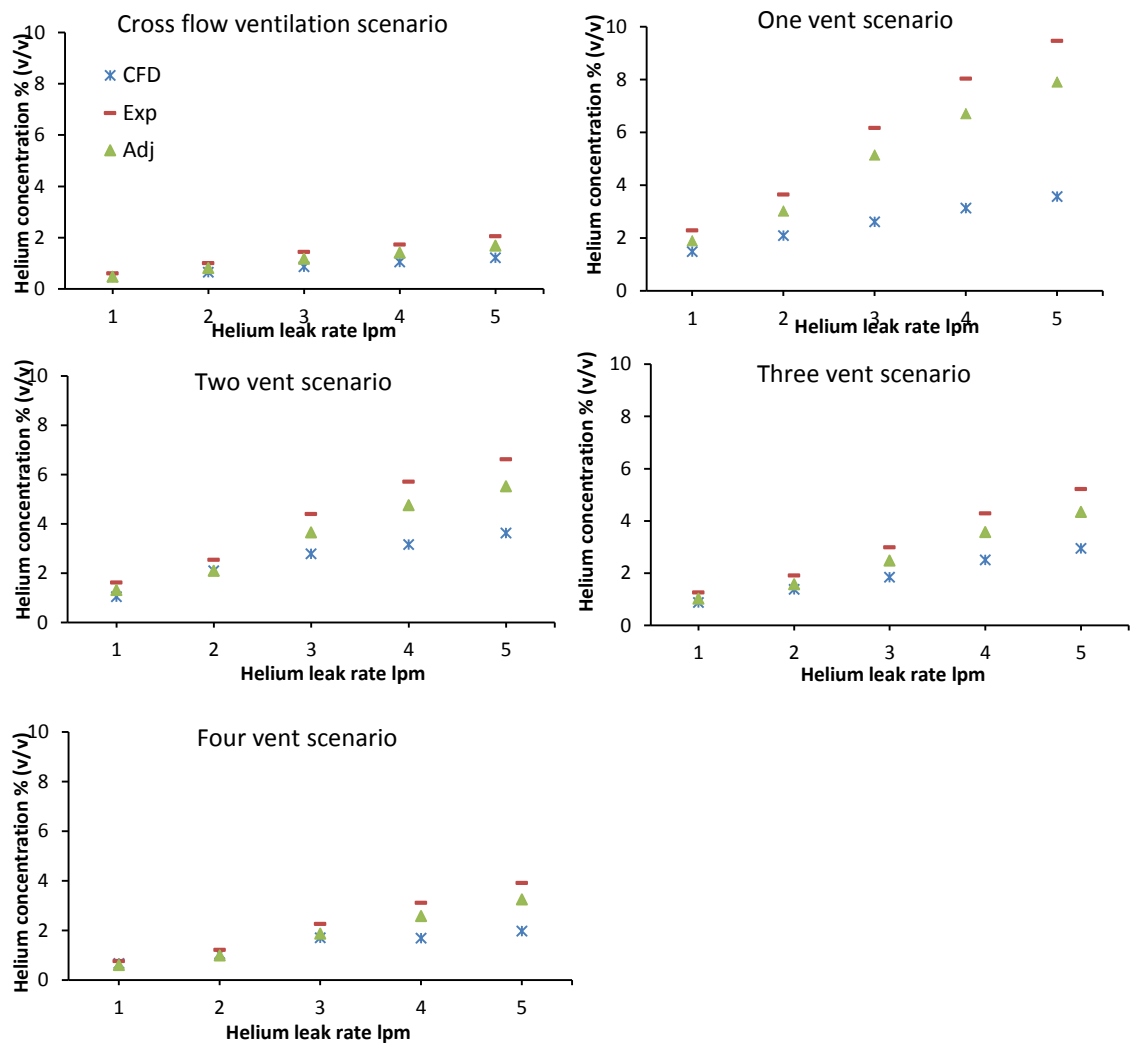 Cross flow ventilation scenario
CFD
Exp
Adj
Helium concentration % (v/v)
10
8
6
4
2
0
1 2 3 4 5
Helium leak rate lpm
One vent scenario
Helium concentration % (v/v)
10
8
6
4
2
0
1 2 3 4 5
Helium leak rate lpm
Two vent scenario
Helium concentration % (v/v)
10
8
6
4
2
0
1 2 3 4 5
Helium leak rate lpm
Three vent scenario
Helium concentration % (v/v)
10
8
6
4
2
0
1 2 3 4 5
Helium leak rate lpm
Four vent scenario
Helium concentration % (v/v)
10
8
6
4
2
0
1 2 3 4 5
Helium leak rate lpm